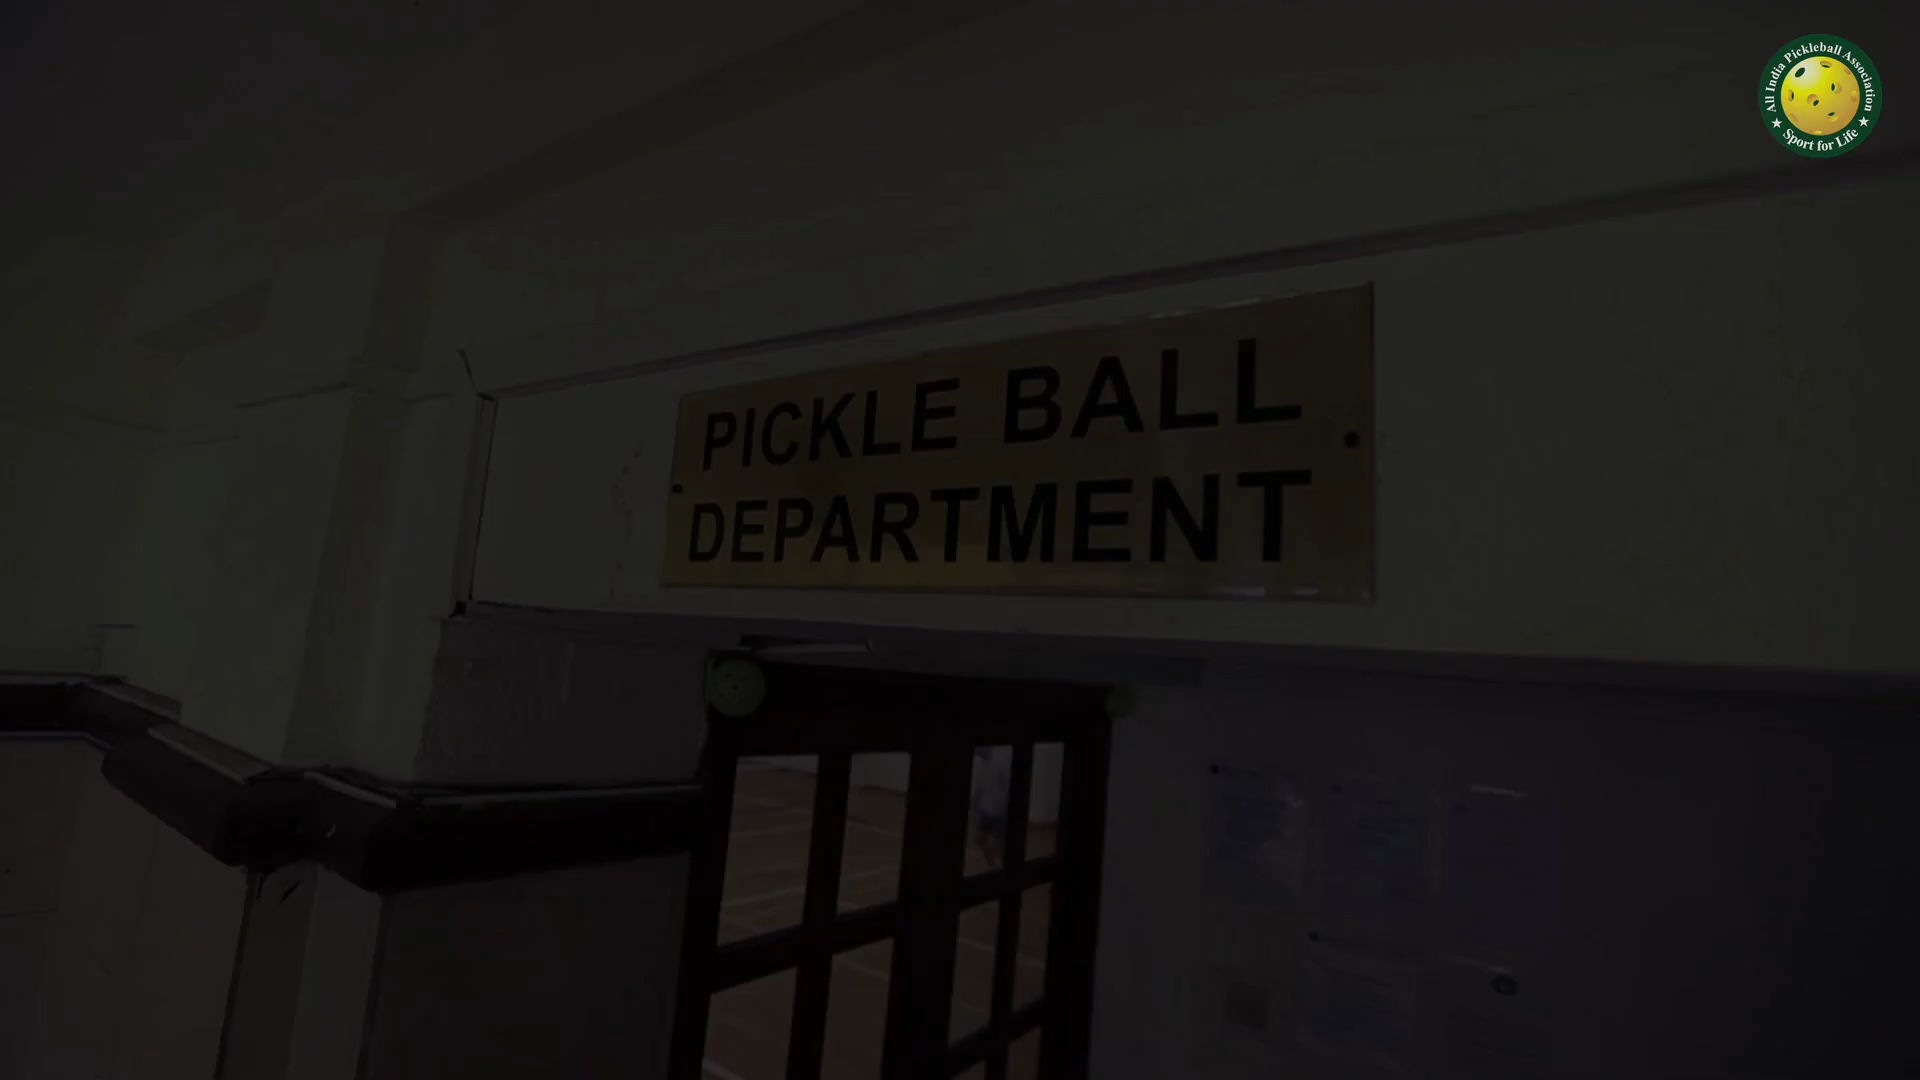 All India Pickleball Association
Sport for Life
PICKLE BALL
DEPARTMENT